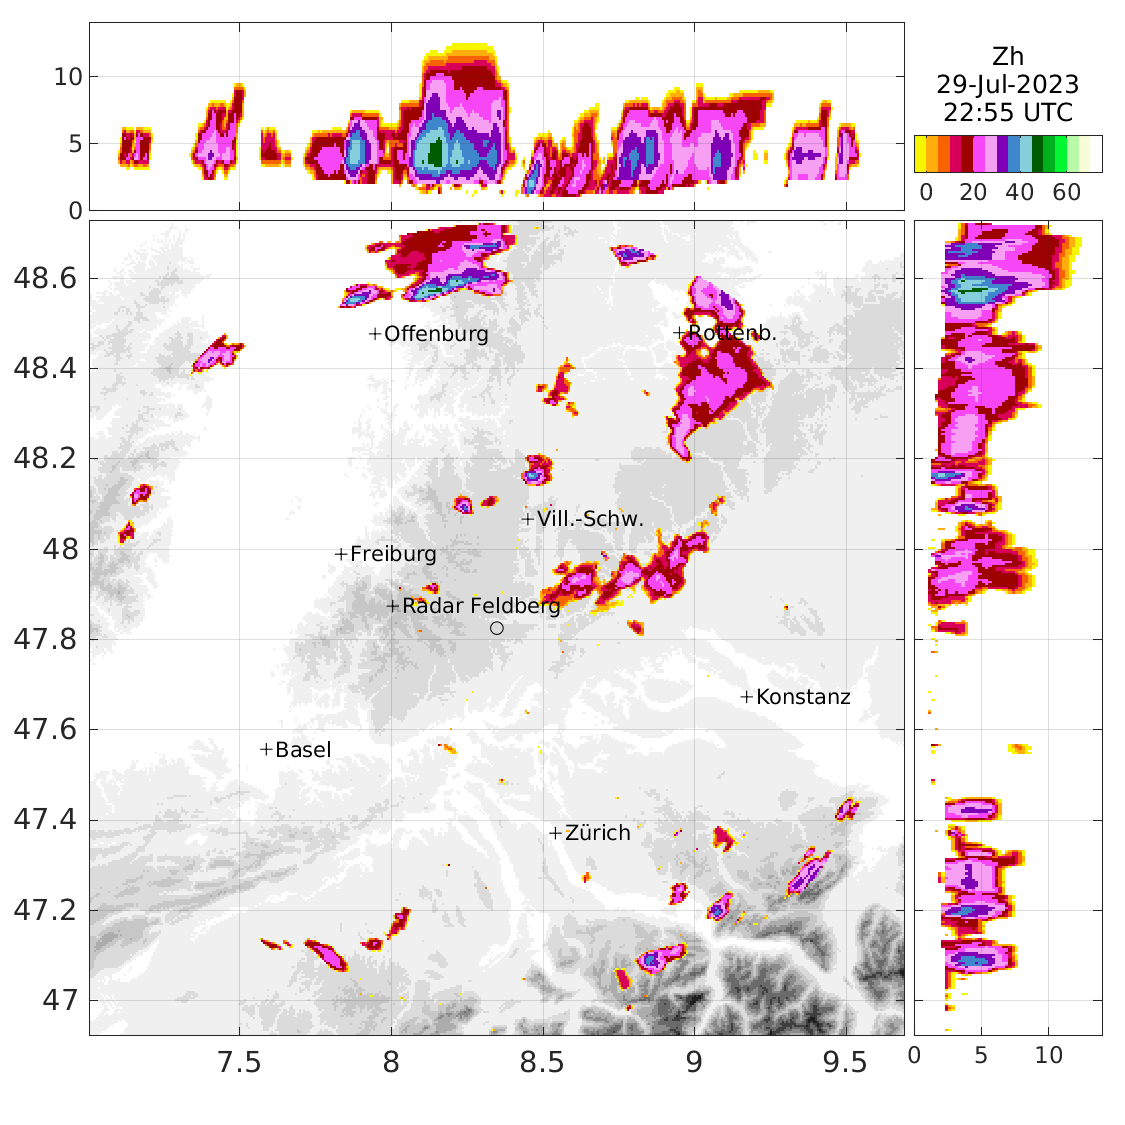 10
5
0
Zh
29-Jul-2023
22:55 UTC
0 20 40 60
48.6
48.4
48.2
48
47.8
47.6
47.4
47.2
47
Offenburg
Rottenb.
Vill.-Schw.
Freiburg
Radar Feldberg
Konstanz
Basel
Zürich
7.5 8 8.5 9 9.5
0 5 10